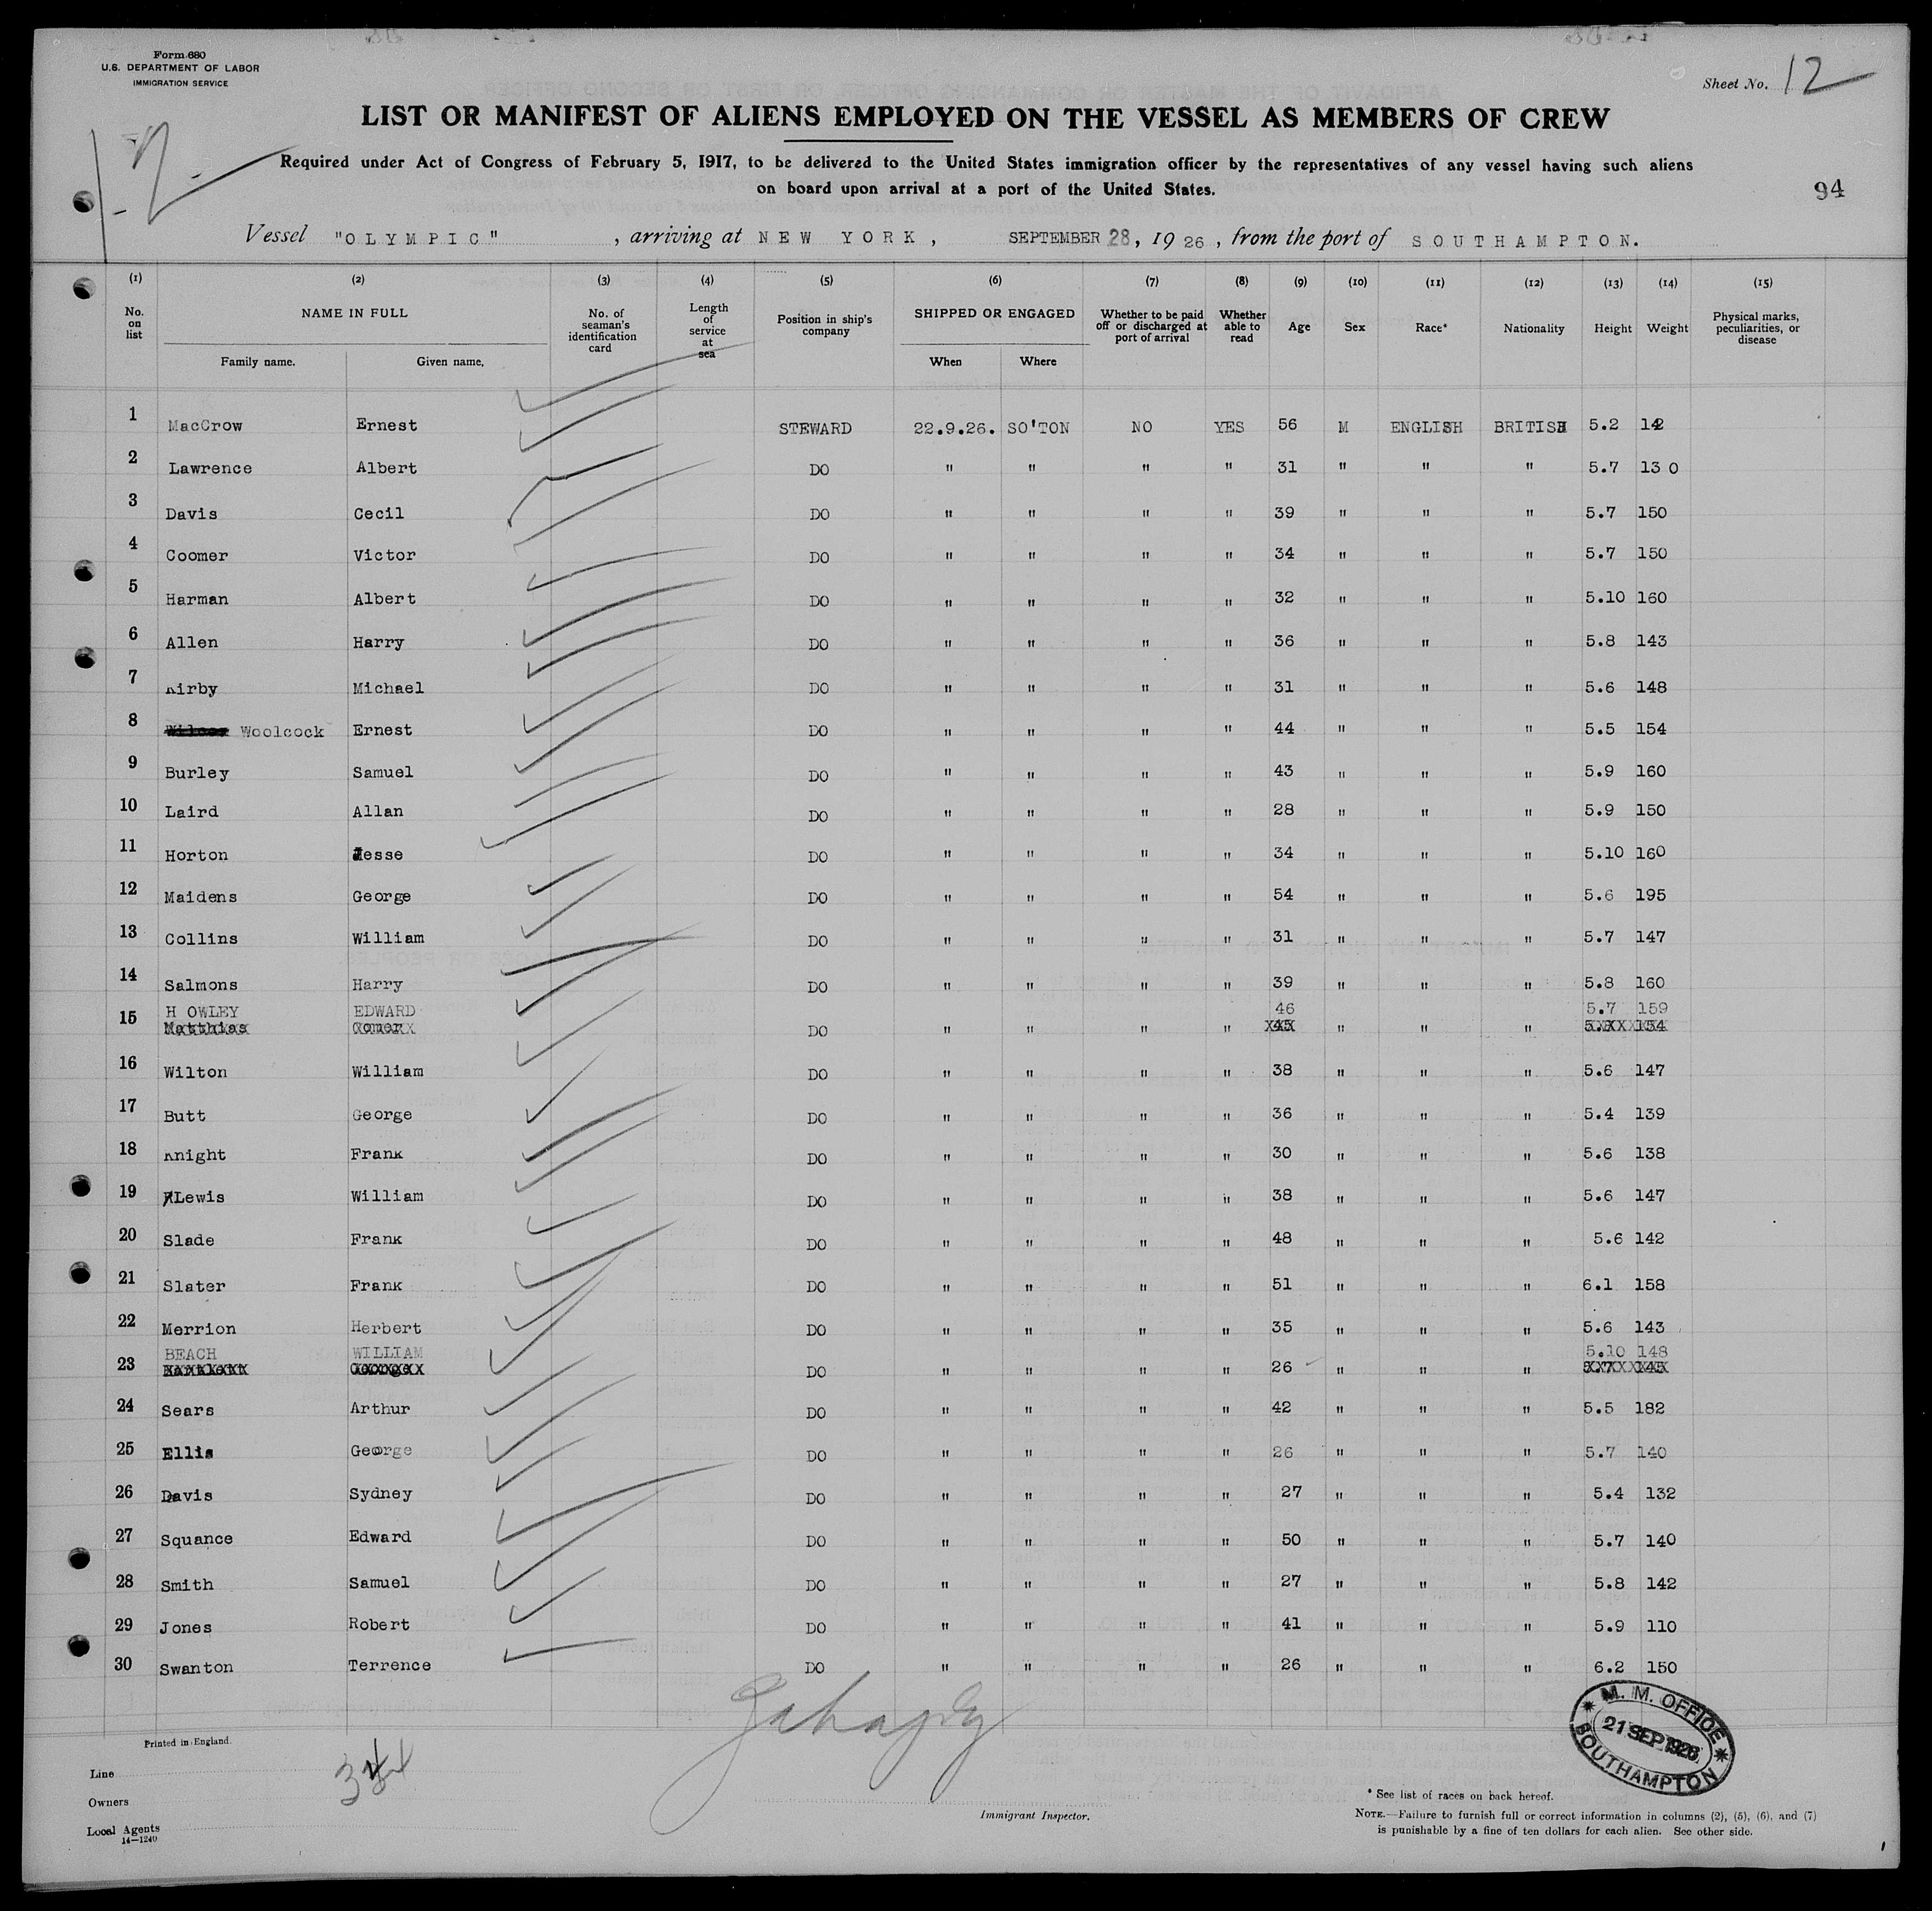 Form 680
U.S. DEPARTMENT OF LABOR
IMMIGRATION SERVICE
Sheet No. 12
LIST OR MANIFEST OF ALIENS EMPLOYED ON THE VESSEL AS MEMBERS OF CREW
Required under Act of Congress of February 5, 1917, to be delivered to the United States immigration officer by the representatives of any vessel having such aliens
on board upon arrival at a port of the United States.
94
Vessel "OLYMPIC" , arriving at NEW YORK, SEPTEMBER 28, 1926, from the port of SOUTHAMPTON.
(1) (2) (3) (4) (5) (6) (7) (8) (9) (10) (11) (12) (13) (14) (15)
No. on list NAME IN FULL No. of seaman's identification card Length of service at sea Position in ship's company SHIPPED OR ENGAGED Whether to be paid off or discharged at port of arrival Whether able to read Age Sex Race* Nationality Height Weight Physical marks, peculiarities, or disease
Family name. Given name. When Where
1 MacCrow Ernest STEWARD 22.9.26. SO'TON NO YES 56 M ENGLISH BRITISH 5.2 142
2 Lawrence Albert DO " " " " 31 " " " 5.7 13 0
3 Davis Cecil DO " " " " 39 " " " 5.7 150
4 Coomer Victor DO " " " " 34 " " " 5.7 150
5 Harman Albert DO " " " " 32 " " " 5.10 160
6 Allen Harry DO " " " " 36 " " " 5.8 143
7 Kirby Michael DO " " " " 31 " " " 5.6 148
8 Woolcock Ernest DO " " " " 44 " " " 5.5 154
9 Burley Samuel DO " " " " 43 " " " 5.9 160
10 Laird Allan DO " " " " 28 " " " 5.9 150
11 Horton Jesse DO " " " " 34 " " " 5.10 160
12 Maidens George DO " " " " 54 " " " 5.6 195
13 Collins William DO " " " " 31 " " " 5.7 147
14 Salmons Harry DO " " " " 39 " " " 5.8 160
H OWLEY EDWARD 46 5.7 159
15 Matthias Comer DO " " " " 45 " " " 154
16 Wilton William DO " " " " 38 " " " 5.6 147
17 Butt George DO " " " " 36 " " " 5.4 139
18 Knight Frank DO " " " " 30 " " " 5.6 138
19 Lewis William DO " " " " 38 " " " 5.6 147
20 Slade Frank DO " " " " 48 " " " 5.6 142
21 Slater Frank DO " " " " 51 " " " 6.1 158
22 Merrion Herbert DO " " " " 35 " " " 5.6 143
BEACH WILLIAM 5.10 148
23 George DO " " " " 26 " " " 5.7 145
24 Sears Arthur DO " " " " 42 " " " 5.5 182
25 Ellis George DO " " " " 26 " " " 5.7 140
26 Davis Sydney DO " " " " 27 " " " 5.4 132
27 Squance Edward DO " " " " 50 " " " 5.7 140
28 Smith Samuel DO " " " " 27 " " " 5.8 142
29 Jones Robert DO " " " " 41 " " " 5.9 110
30 Swanton Terrence DO " " " " 26 " " " 6.2 150
M. M. OFFICE
21 SEP 1926
SOUTHAMPTON
Printed in England.
Line
Owners
Local Agents
14—1240
Immigrant Inspector.
* See list of races on back hereof.
NOTE.—Failure to furnish full or correct information in columns (2), (5), (6), and (7)
is punishable by a fine of ten dollars for each alien. See other side.